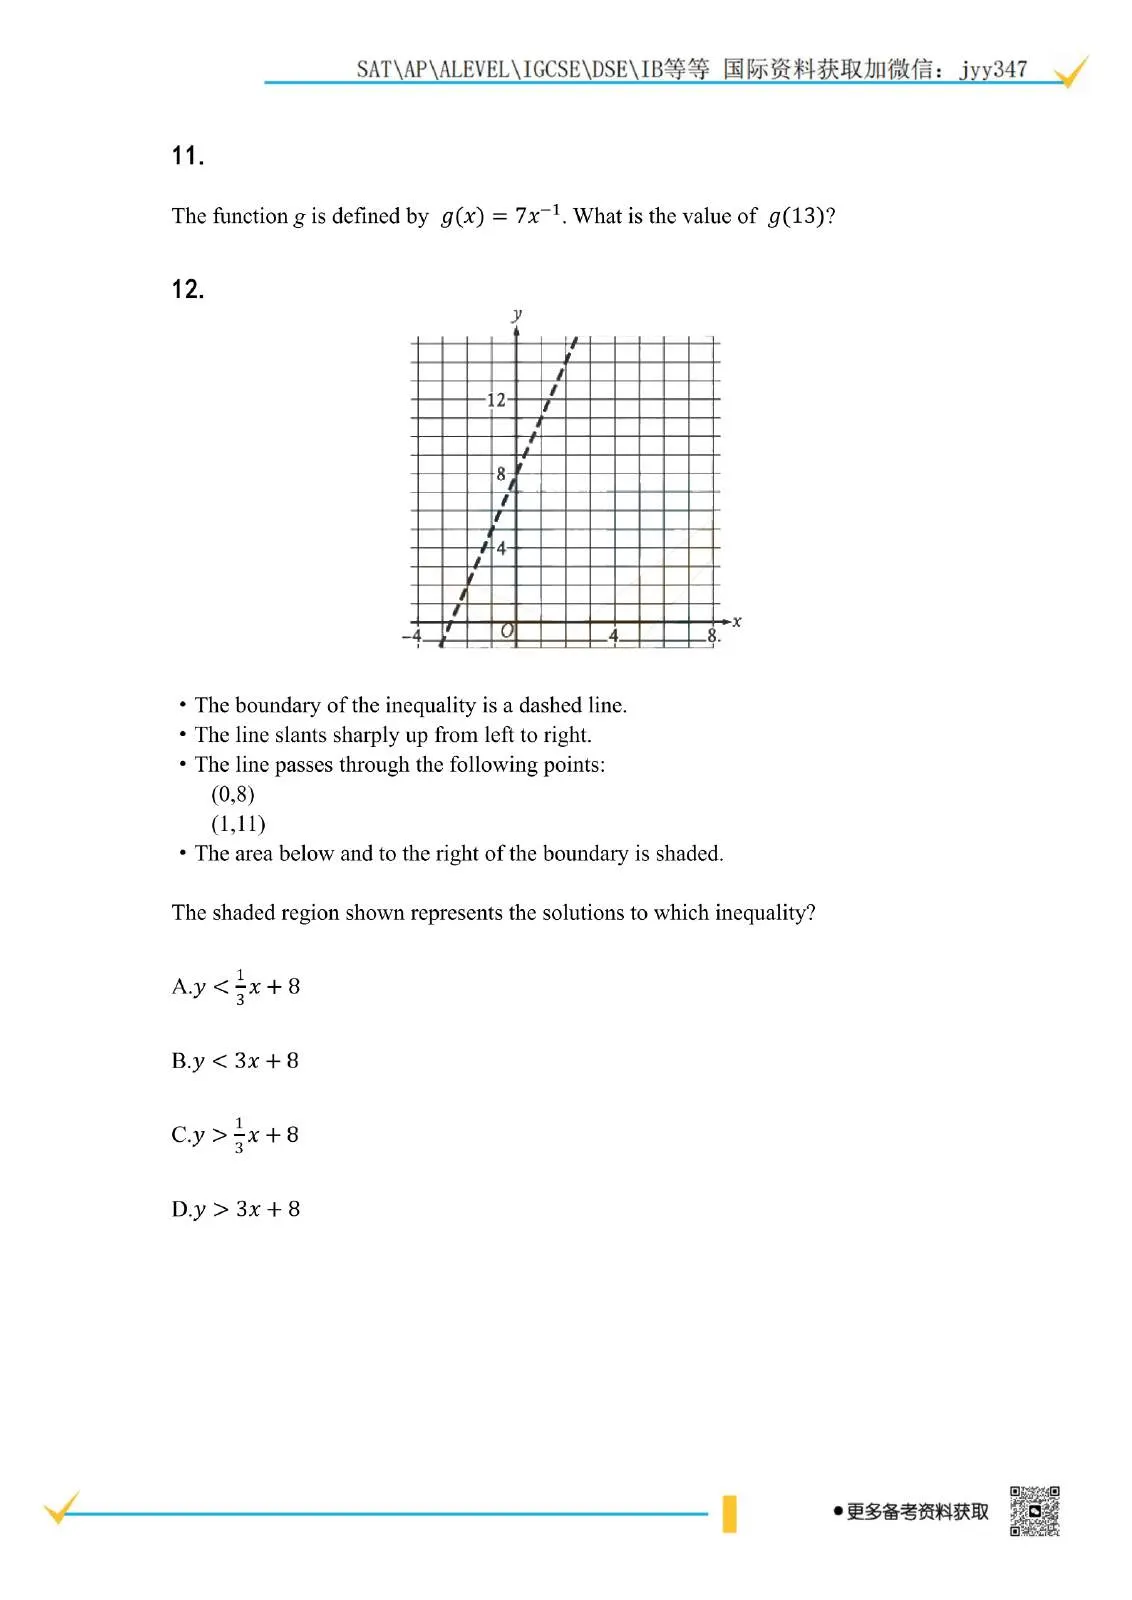 SAT\AP\ALEVEL\IGCSE\DSE\IB等等 国际资料获取加微信：jyy347
11.
The function g is defined by g(x) = 7x⁻¹. What is the value of g(13)?
12.
y
12
8
4
O
x
-4
4
8.
• The boundary of the inequality is a dashed line.
• The line slants sharply up from left to right.
• The line passes through the following points:
(0,8)
(1,11)
• The area below and to the right of the boundary is shaded.
The shaded region shown represents the solutions to which inequality?
A.y < 1/3 x + 8
B.y < 3x + 8
C.y > 1/3 x + 8
D.y > 3x + 8
●更多备考资料获取